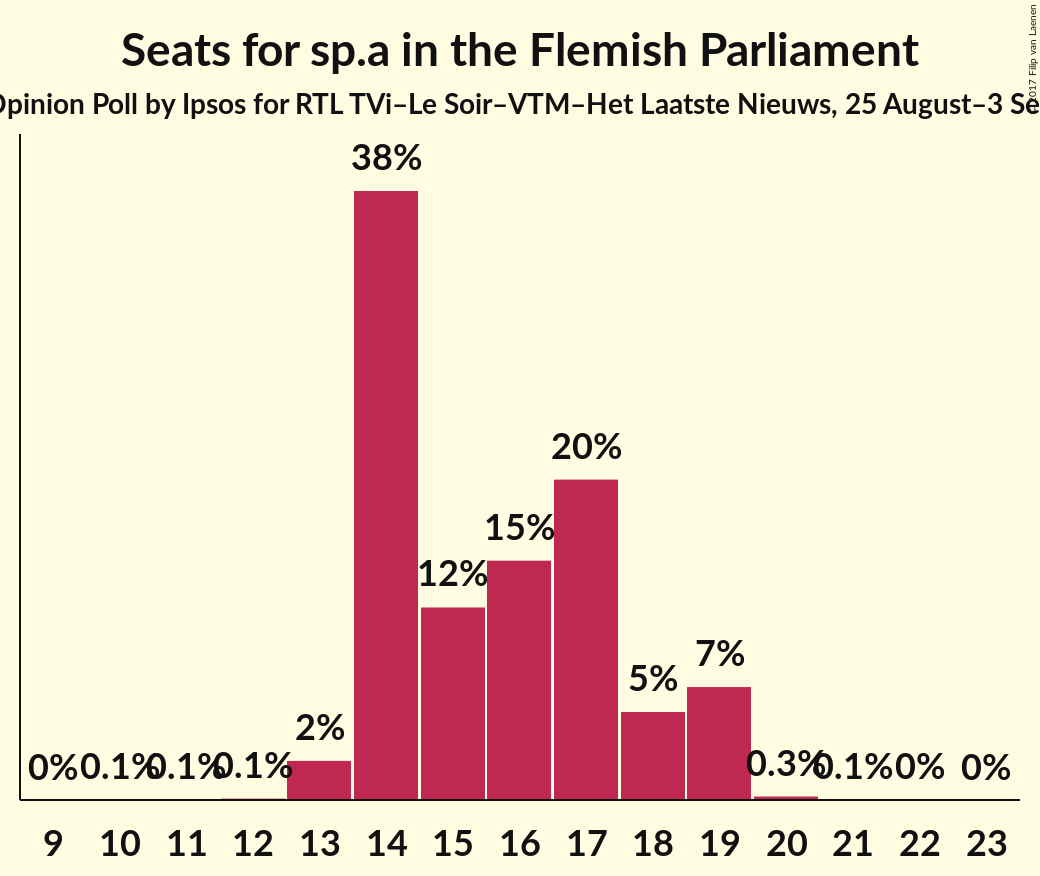 Seats for sp.a in the Flemish Parliament
Opinion Poll by Ipsos for RTL TVi–Le Soir–VTM–Het Laatste Nieuws, 25 August–3 Se
2017 Filip van Laenen
38%
20%
15%
12%
7%
5%
2%
0% 0.1% 0.1% 0.1% 0.3% 0.1% 0% 0%
9 10 11 12 13 14 15 16 17 18 19 20 21 22 23